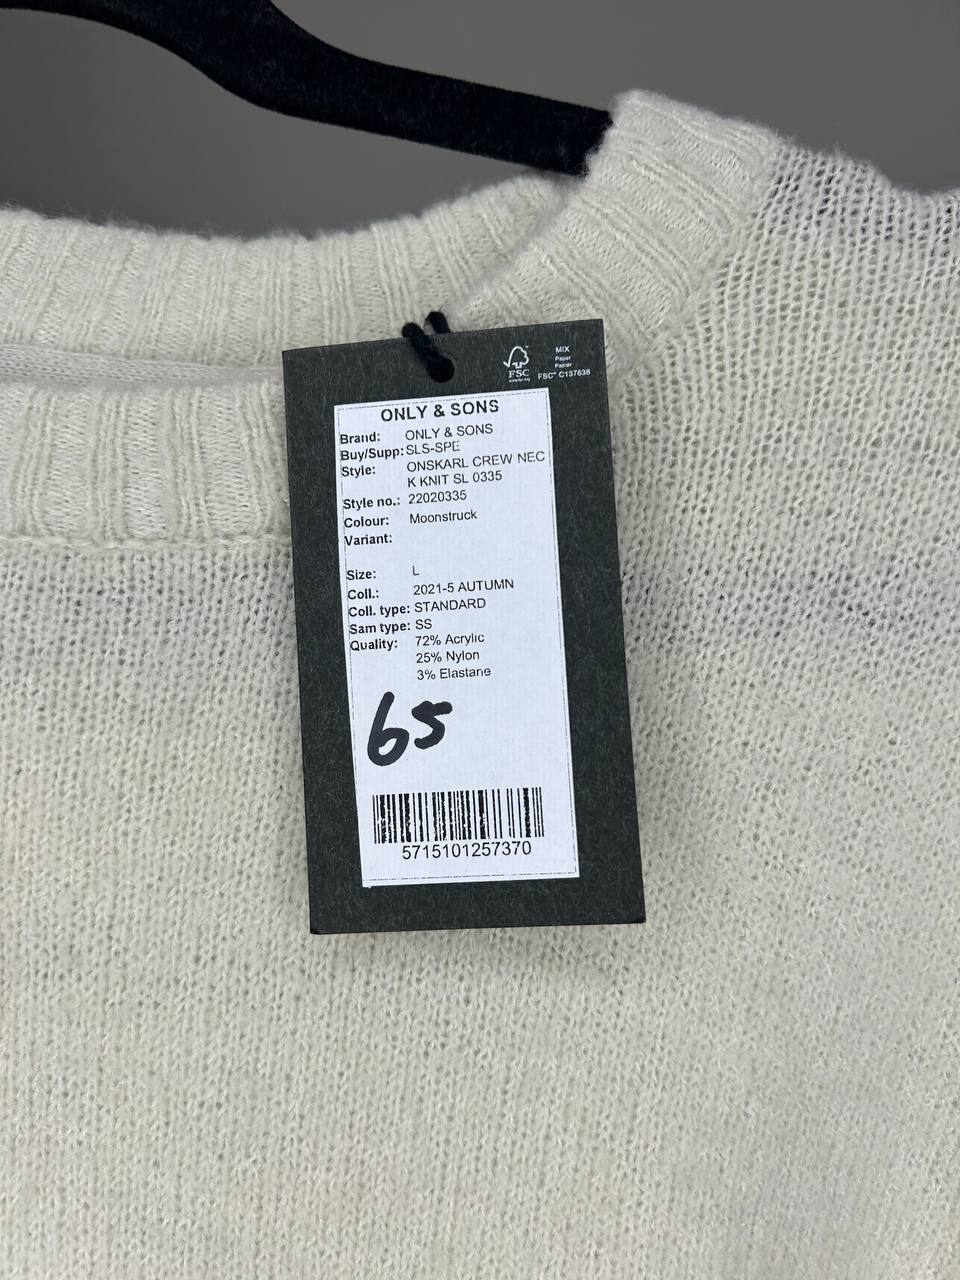 FSC™
MIX
Paper
Papier
FSC™ C137638
ONLY & SONS
Brand: ONLY & SONS
Buy/Supp: SLS-SPE
Style: ONSKARL CREW NEC
K KNIT SL 0335
Style no.: 22020335
Colour: Moonstruck
Variant:
Size: L
Coll.: 2021-5 AUTUMN
Coll. type: STANDARD
Sam type: SS
Quality: 72% Acrylic
25% Nylon
3% Elastane
65
5715101257370